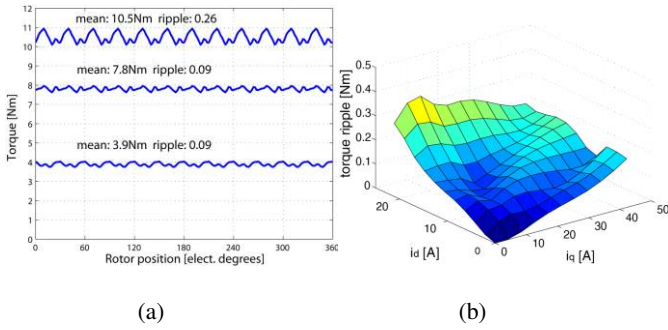 mean: 10.5Nm ripple: 0.26
mean: 7.8Nm ripple: 0.09
mean: 3.9Nm ripple: 0.09
Torque [Nm]
12
11
10
9
8
7
6
5
4
3
2
1
0
0 60 120 180 240 300 360
Rotor position [elect. degrees]
(a)
torque ripple [Nm]
0.5
0.4
0.3
0.2
0.1
0
20
10
0
i_d [A]
0 10 20 30 40 50
i_q [A]
(b)